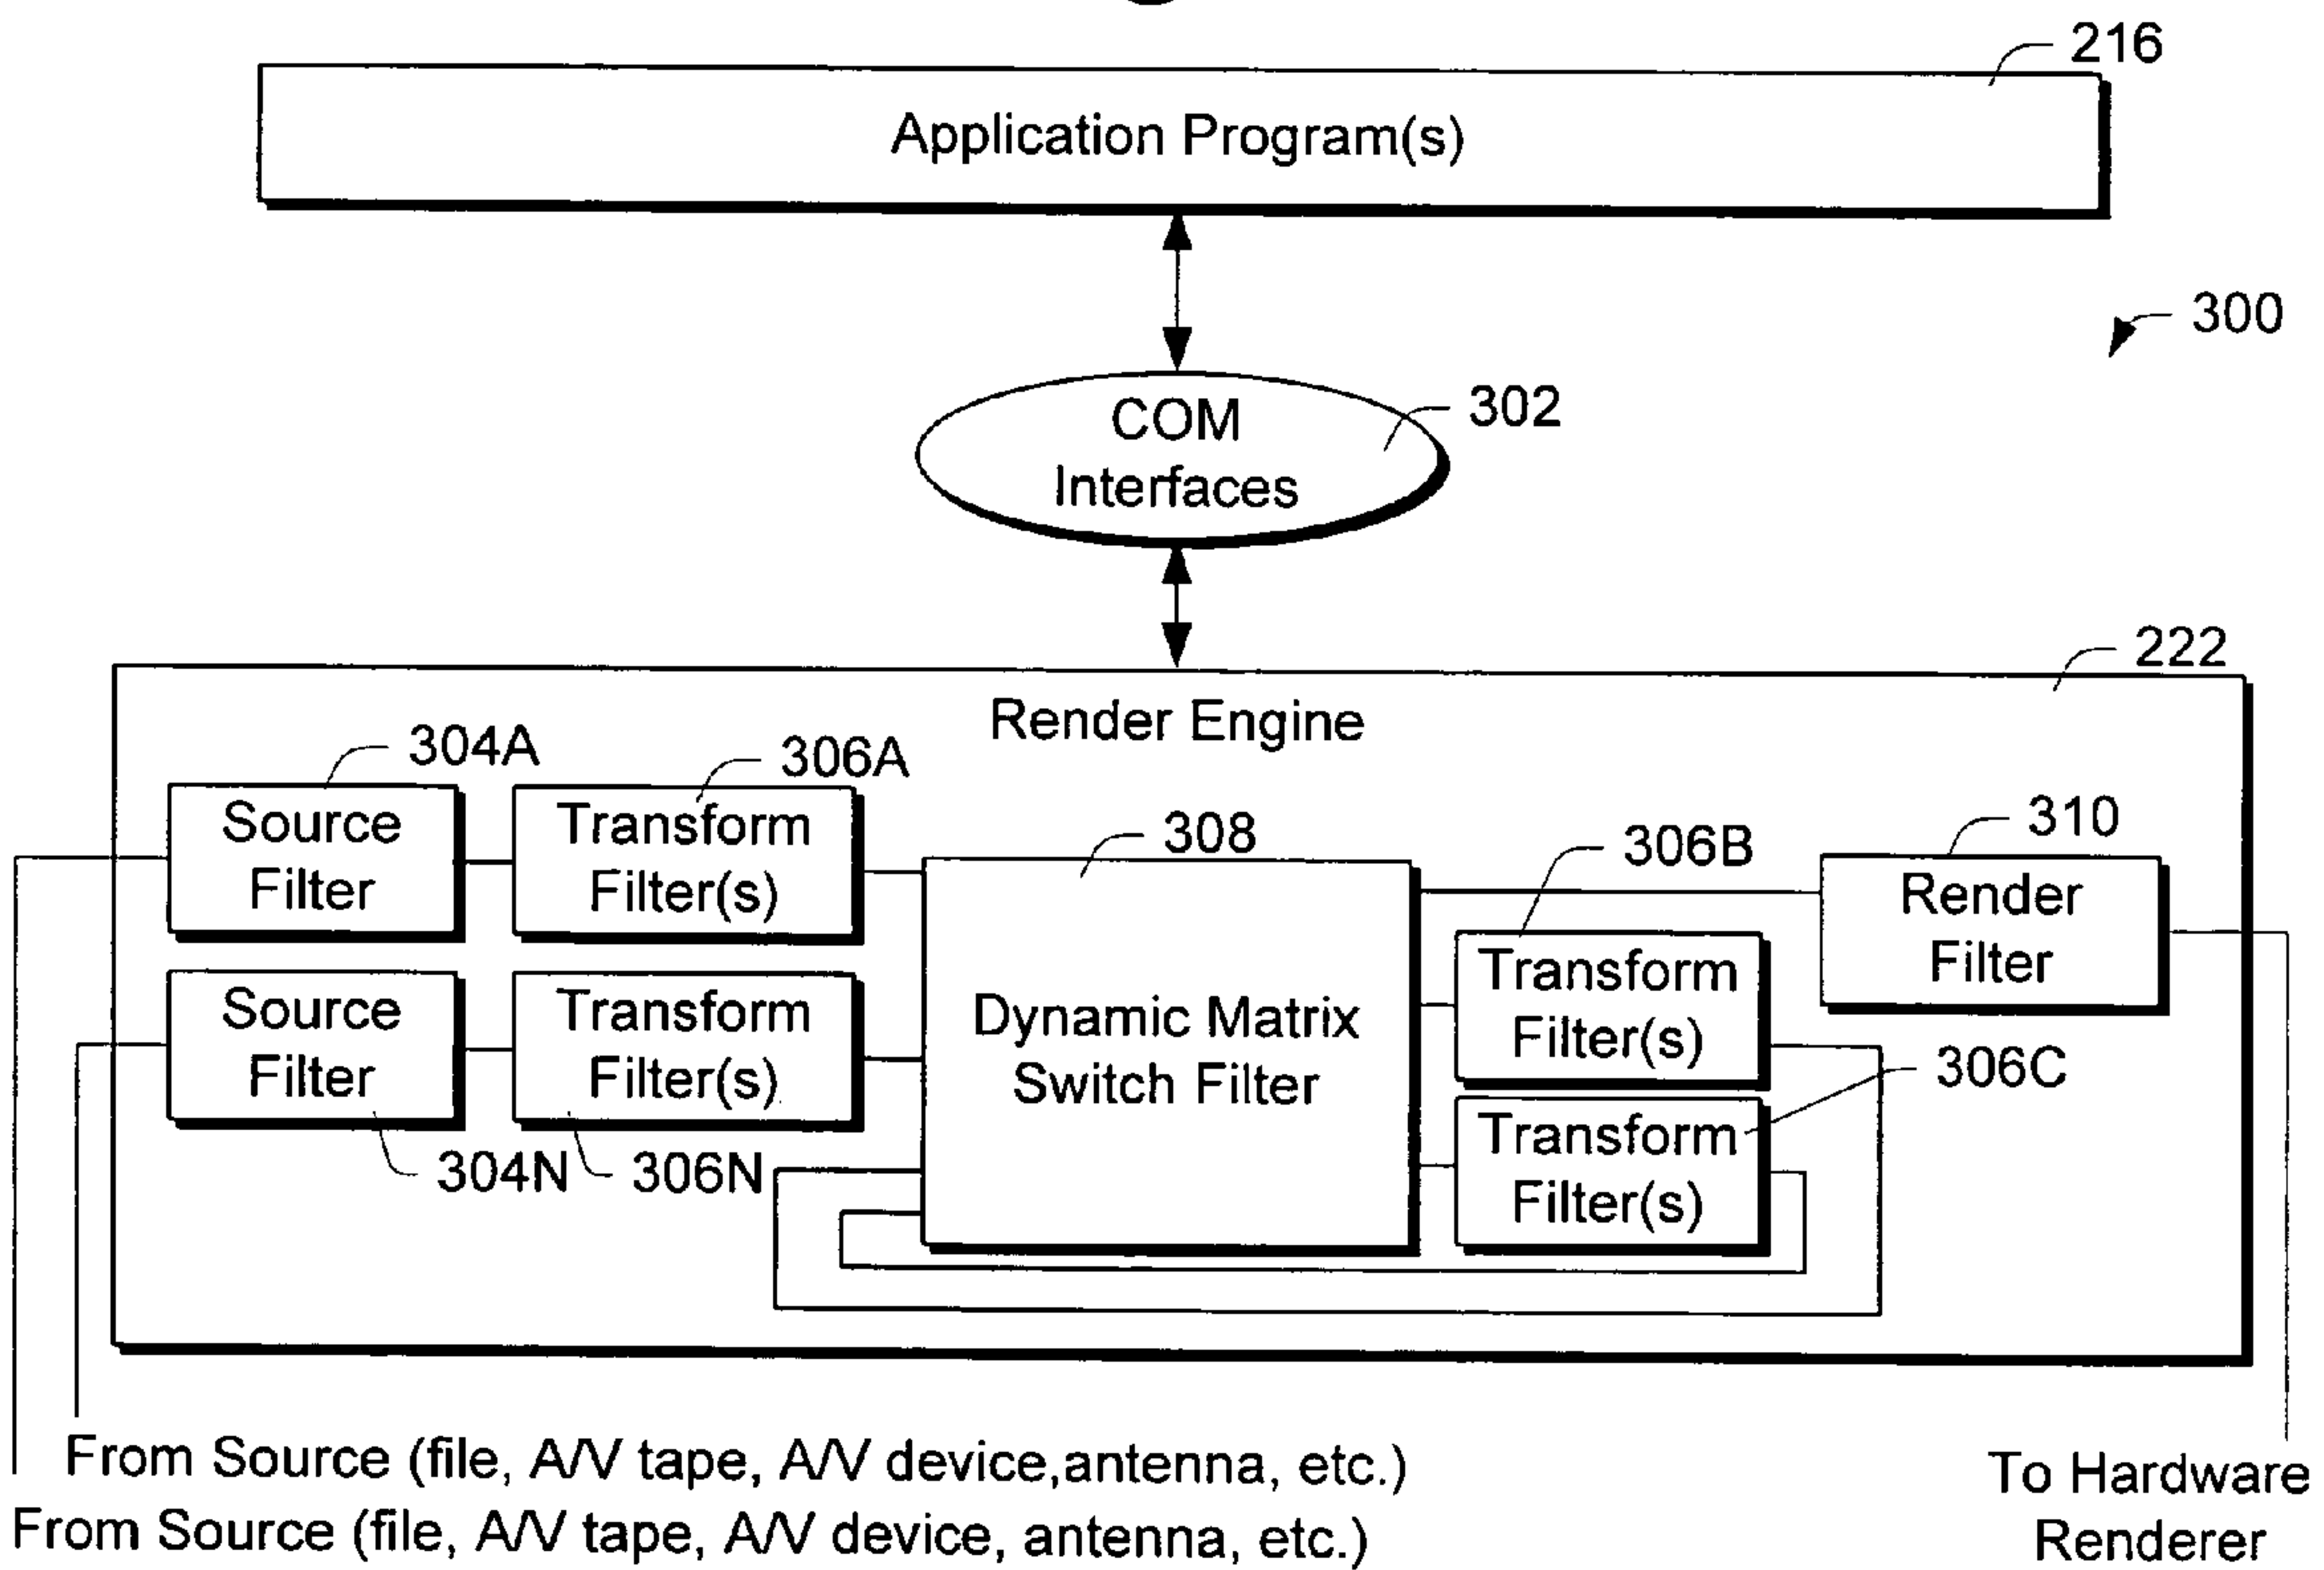 216
Application Program(s)
300
COM
Interfaces
302
222
Render Engine
304A
306A
Source
Filter
Transform
Filter(s)
308
306B
310
Render
Filter
Source
Filter
Transform
Filter(s)
Dynamic Matrix
Switch Filter
Transform
Filter(s)
306C
Transform
Filter(s)
304N
306N
From Source (file, A/V tape, A/V device,antenna, etc.)
From Source (file, A/V tape, A/V device, antenna, etc.)
To Hardware
Renderer